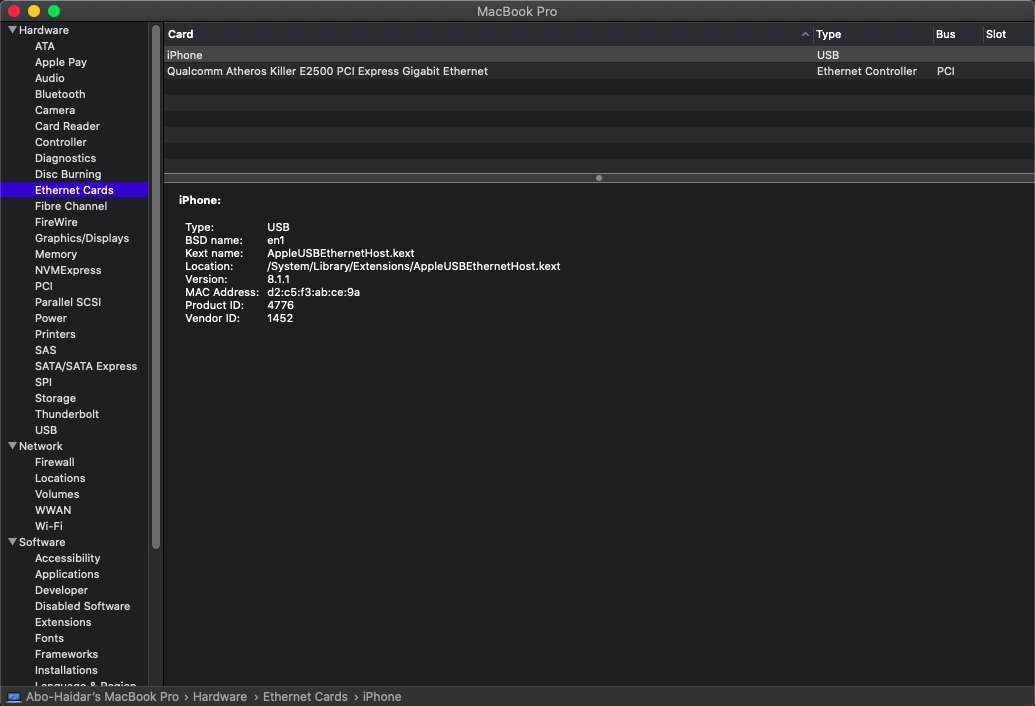 MacBook Pro
Hardware
ATA
Apple Pay
Audio
Bluetooth
Camera
Card Reader
Controller
Diagnostics
Disc Burning
Ethernet Cards
Fibre Channel
FireWire
Graphics/Displays
Memory
NVMExpress
PCI
Parallel SCSI
Power
Printers
SAS
SATA/SATA Express
SPI
Storage
Thunderbolt
USB
Network
Firewall
Locations
Volumes
WWAN
Wi-Fi
Software
Accessibility
Applications
Developer
Disabled Software
Extensions
Fonts
Frameworks
Installations
Language & Region
Card Type Bus Slot
iPhone USB
Qualcomm Atheros Killer E2500 PCI Express Gigabit Ethernet Ethernet Controller PCI
iPhone:
Type: USB
BSD name: en1
Kext name: AppleUSBEthernetHost.kext
Location: /System/Library/Extensions/AppleUSBEthernetHost.kext
Version: 8.1.1
MAC Address: d2:c5:f3:ab:ce:9a
Product ID: 4776
Vendor ID: 1452
Abo-Haidar's MacBook Pro › Hardware › Ethernet Cards › iPhone